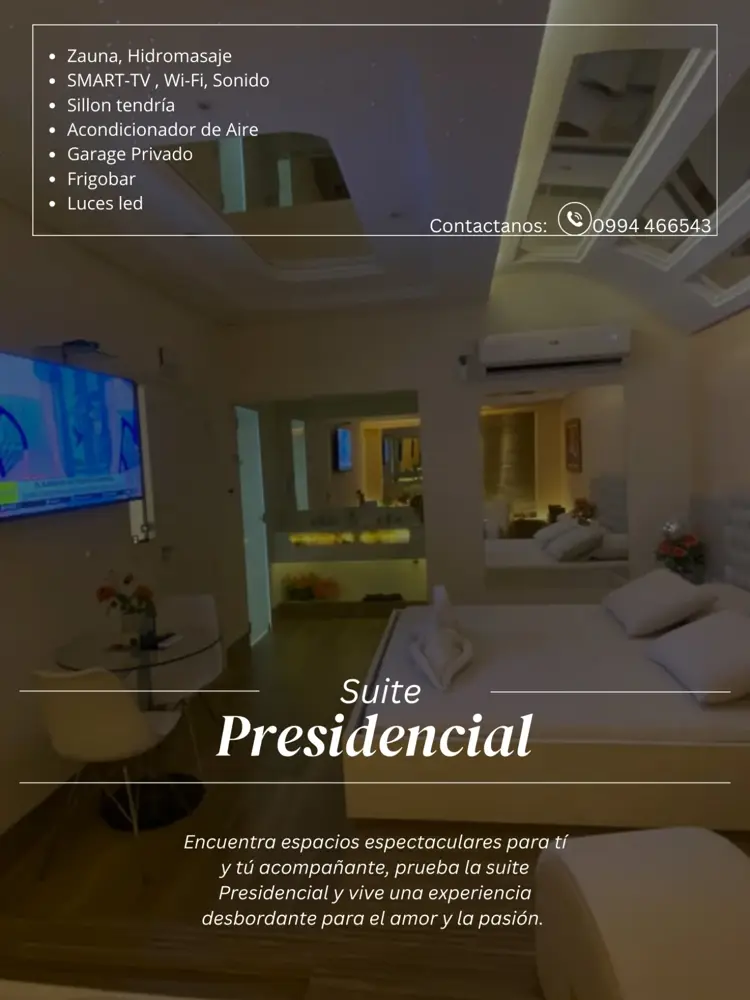 Zauna, Hidromasaje
SMART-TV , Wi-Fi, Sonido
Sillon tendría
Acondicionador de Aire
Garage Privado
Frigobar
Luces led
Contactanos: 0994 466543
Suite
Presidencial
Encuentra espacios espectaculares para tí
y tú acompañante, prueba la suite
Presidencial y vive una experiencia
desbordante para el amor y la pasión.